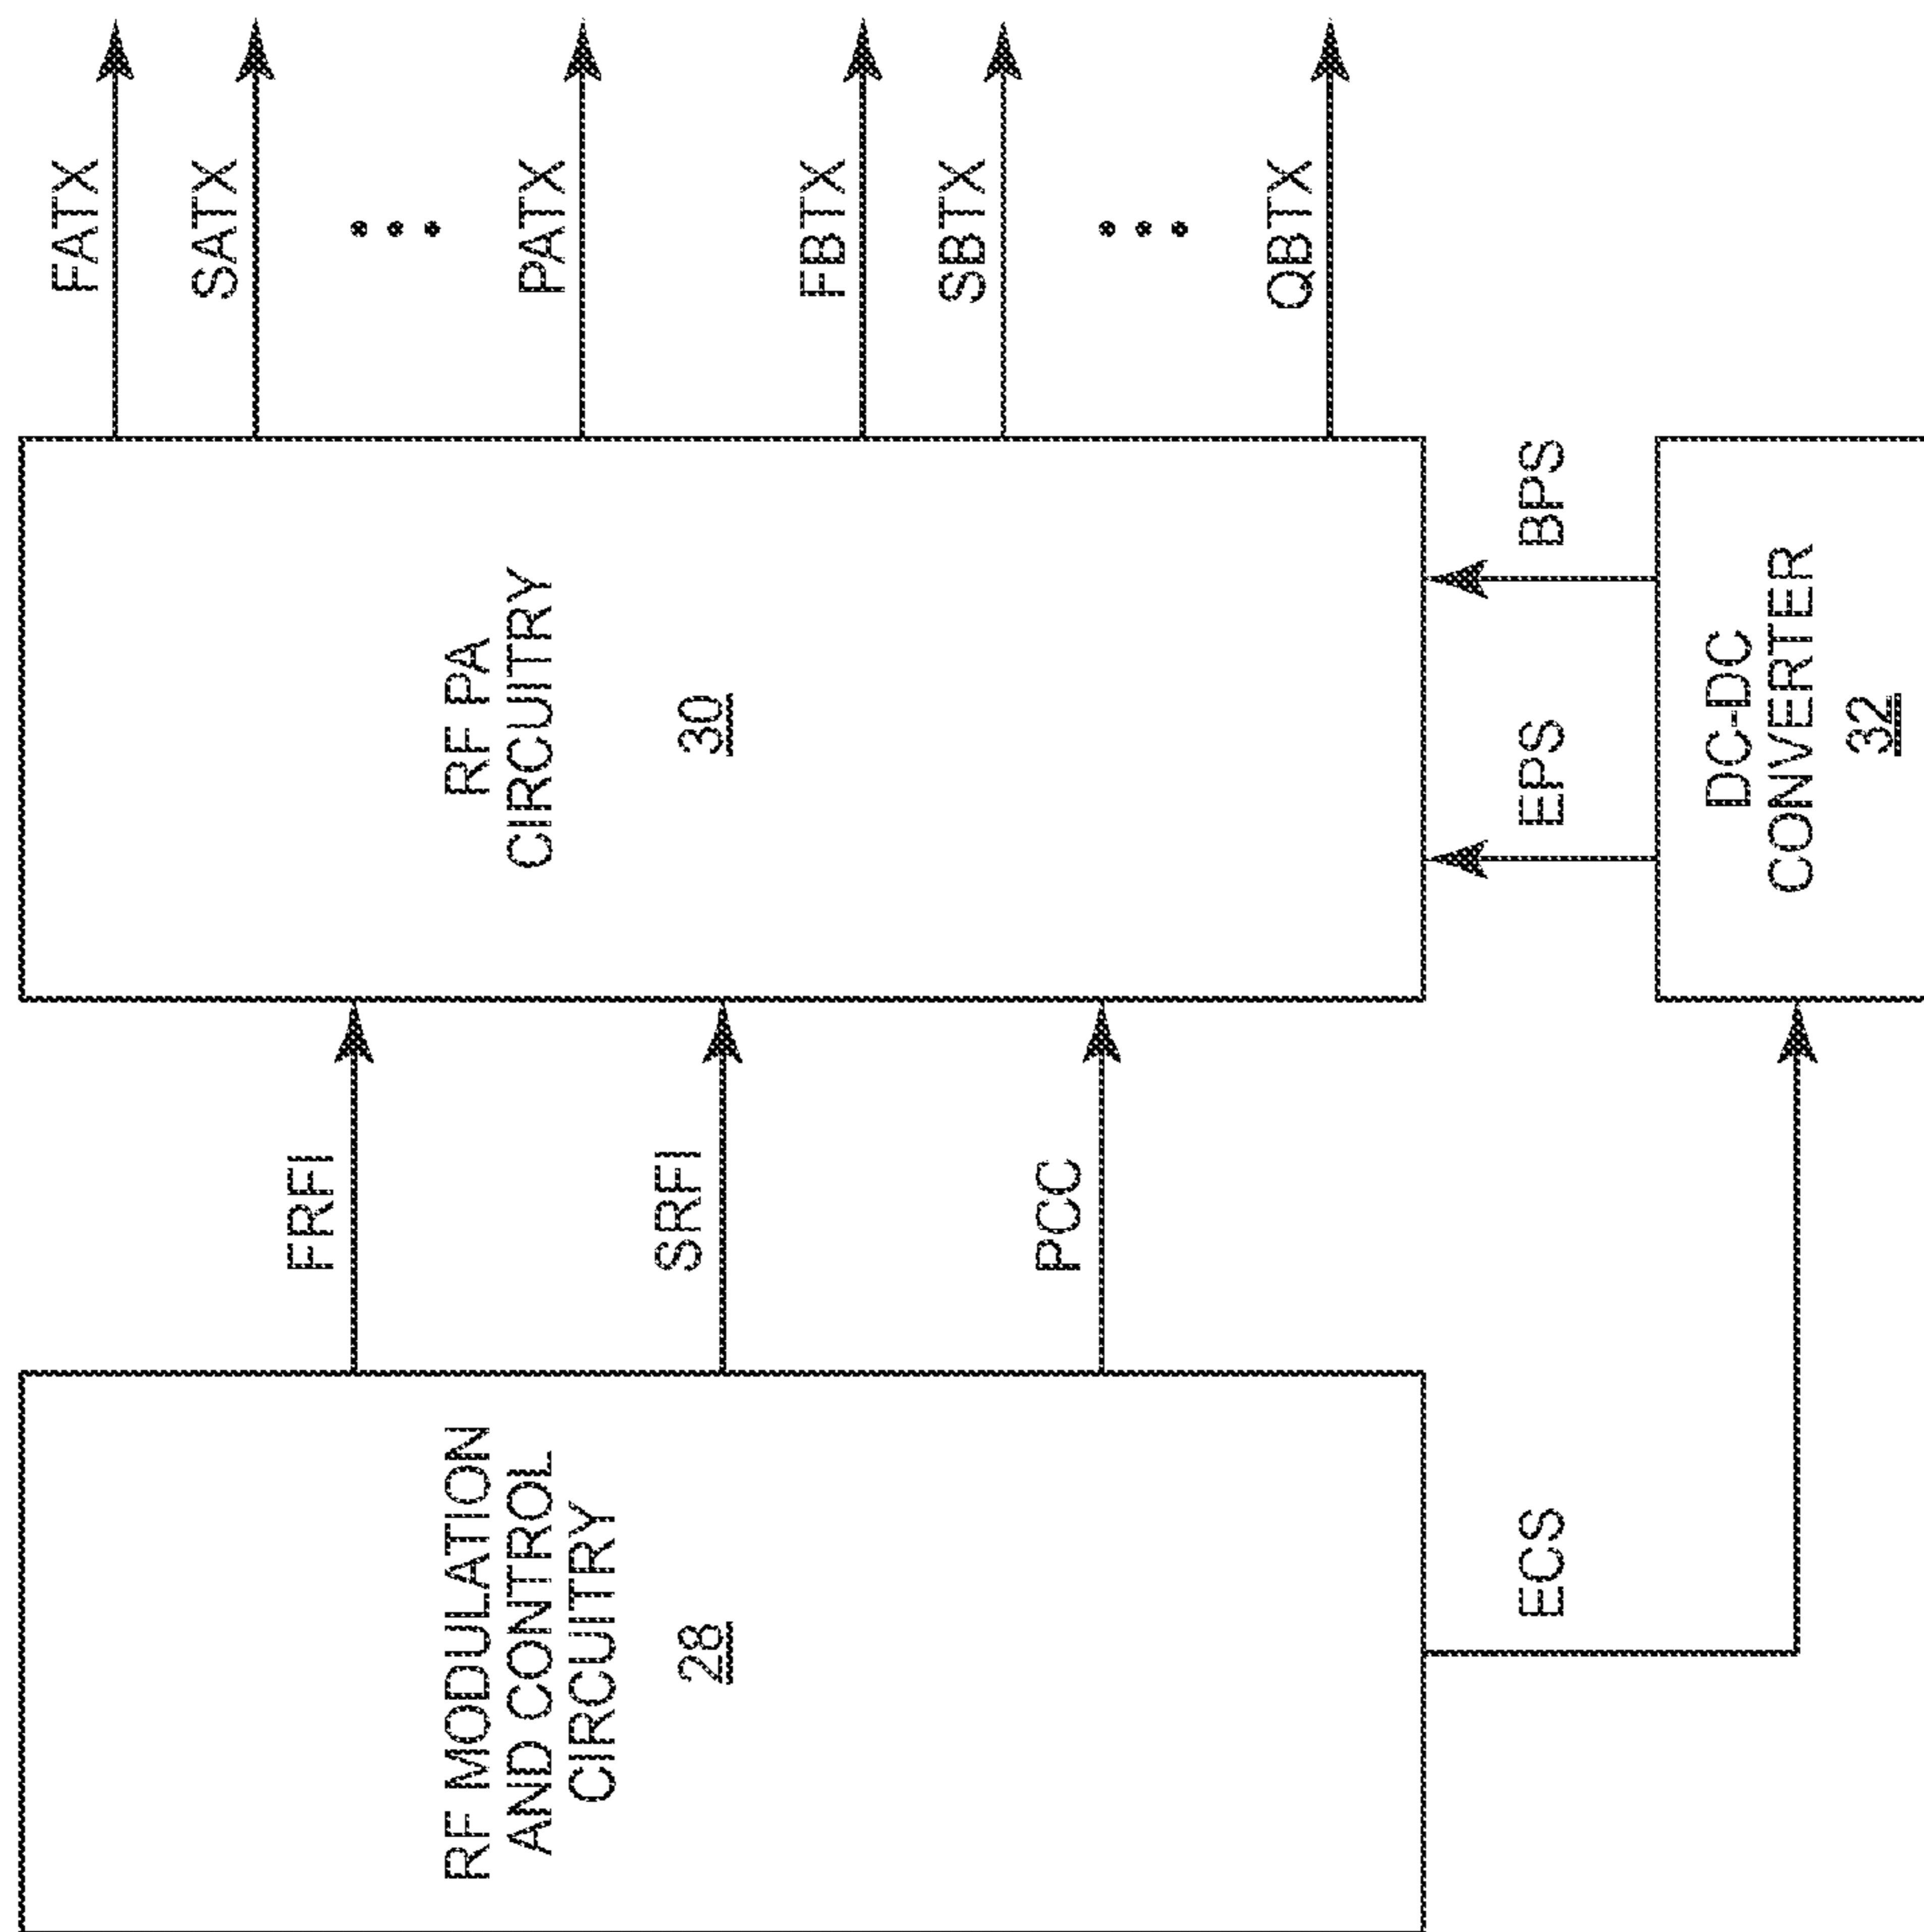 RF MODULATION
AND CONTROL
CIRCUITRY
28
FRFI
SRFI
PCC
ECS
RF PA
CIRCUITRY
30
FATX
SATX
PATX
FBTX
SBTX
QBTX
EPS
BPS
DC-DC
CONVERTER
32